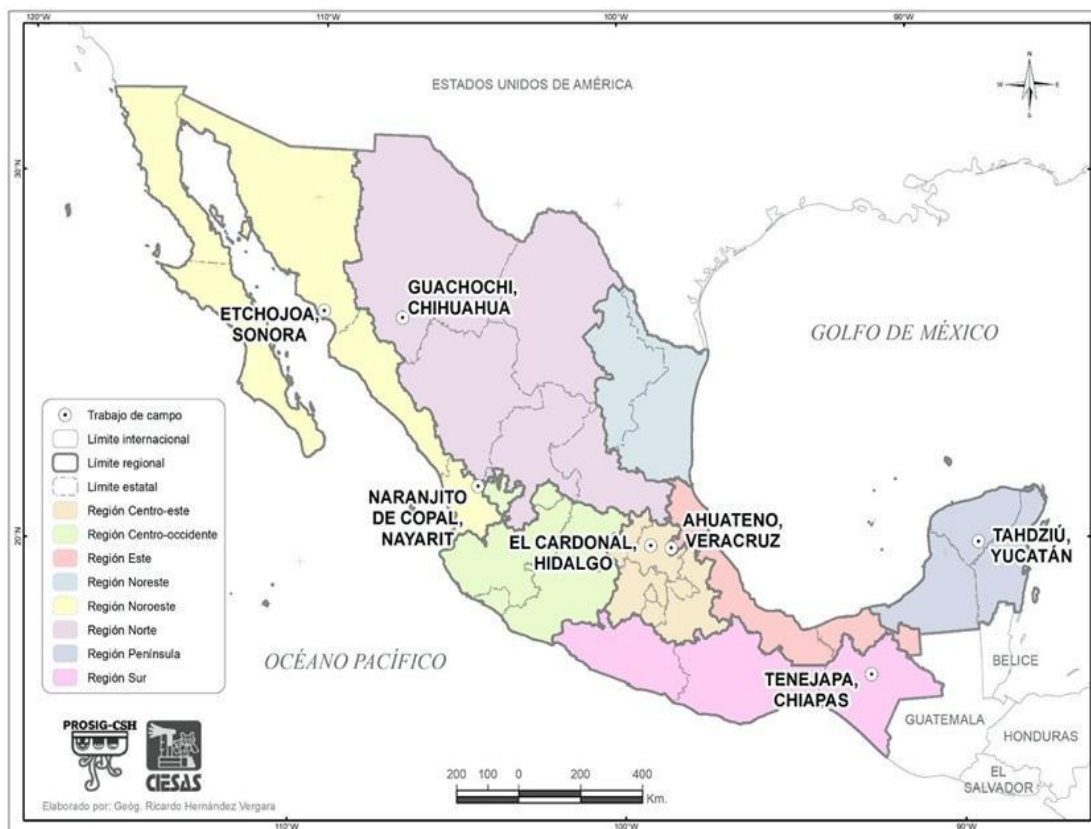 120°W
110°W
100°W
90°W
ESTADOS UNIDOS DE AMÉRICA
N
W
E
S
30°N
30°N
GUACHOCHI,
CHIHUAHUA
ETCHOJOA,
SONORA
GOLFO DE MÉXICO
Trabajo de campo
Límite internacional
Límite regional
Límite estatal
Región Centro-este
Región Centro-occidente
Región Este
Región Noreste
Región Noroeste
Región Norte
Región Península
Región Sur
NARANJITO
DE COPAL,
NAYARIT
EL CARDONAL,
HIDALGO
AHUATENO,
VERACRUZ
TAHDZIÚ,
YUCATÁN
20°N
20°N
OCÉANO PACÍFICO
TENEJAPA,
CHIAPAS
BELICE
GUATEMALA
HONDURAS
EL
SALVADOR
PROSIG-CSH
CIESAS
200 100 0 200 400
Km.
Elaborado por: Geóg. Ricardo Hernández Vergara
110°W
100°W
90°W